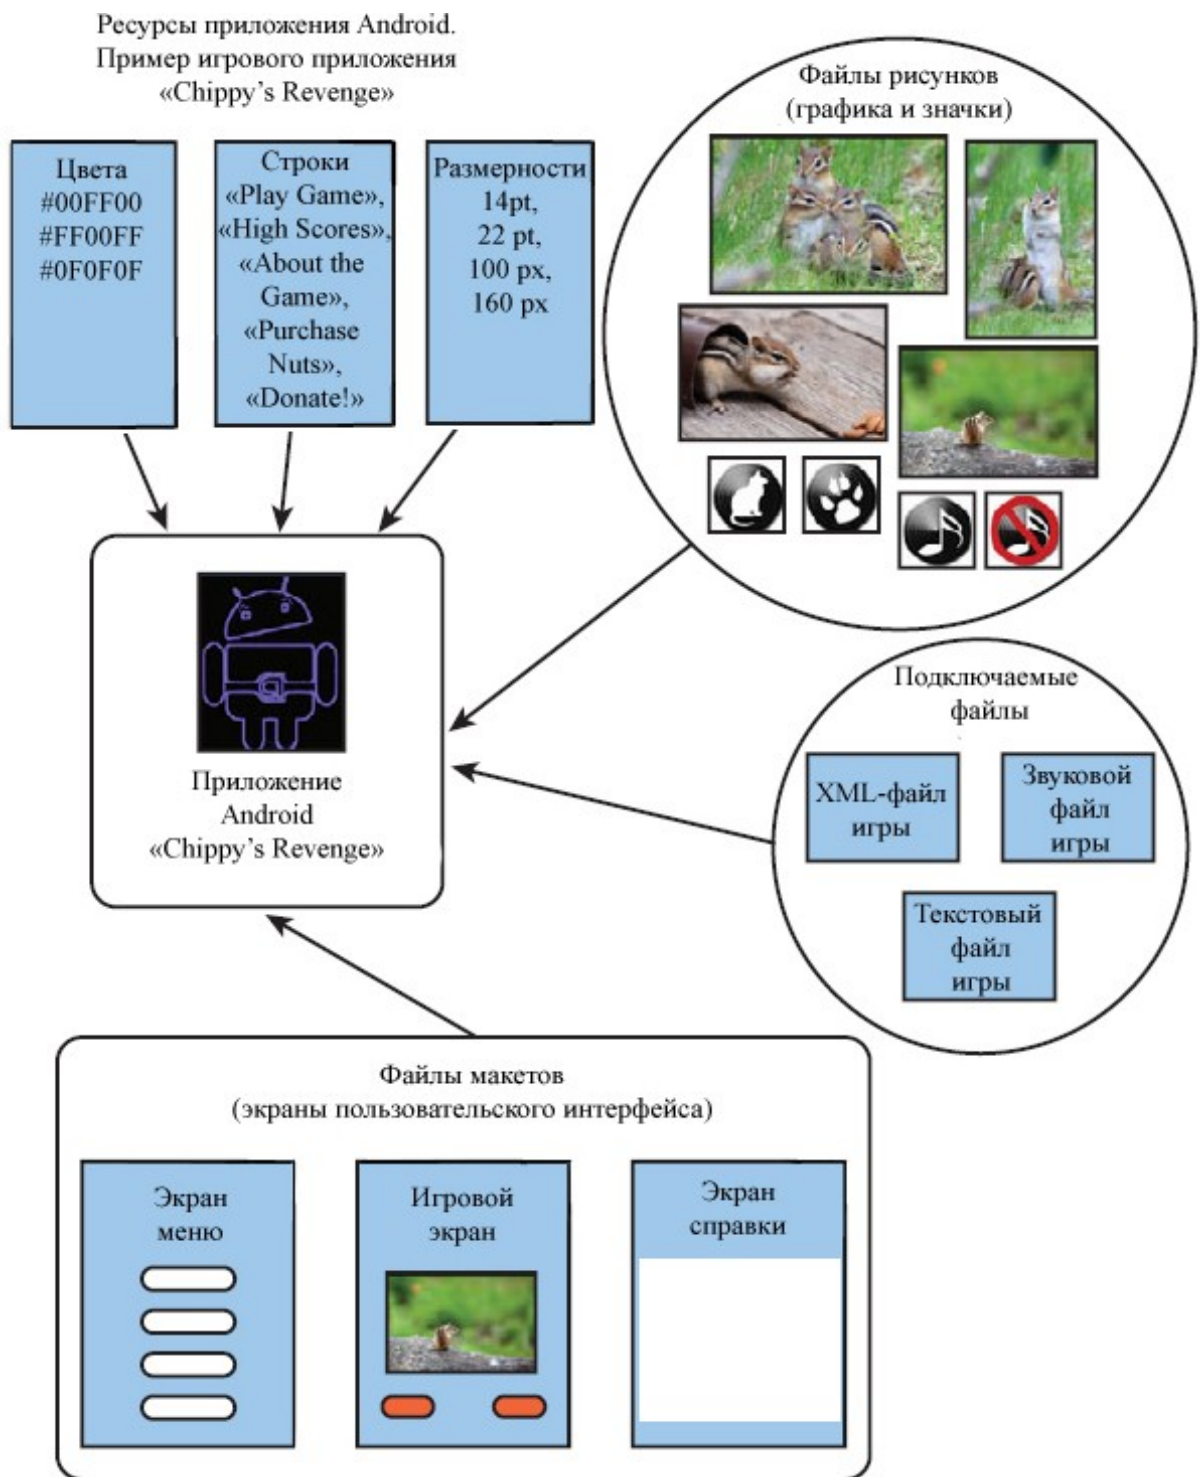 Ресурсы приложения Android.
Пример игрового приложения
«Chippy’s Revenge»
Файлы рисунков
(графика и значки)
Цвета
#00FF00
#FF00FF
#0F0F0F
Строки
«Play Game»,
«High Scores»,
«About the
Game»,
«Purchase
Nuts»,
«Donate!»
Размерности
14pt,
22 pt,
100 px,
160 px
Приложение
Android
«Chippy’s Revenge»
Подключаемые
файлы
XML-файл
игры
Звуковой
файл
игры
Текстовый
файл
игры
Файлы макетов
(экраны пользовательского интерфейса)
Экран
меню
Игровой
экран
Экран
справки